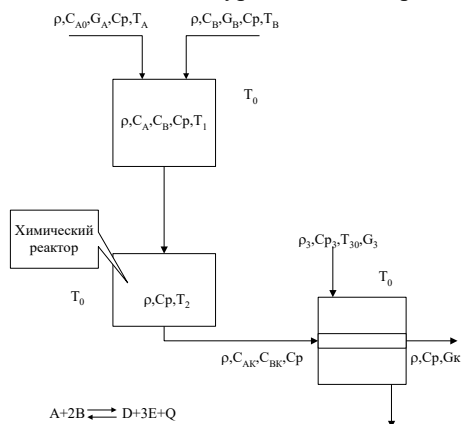 ρ,C_A0,G_A,Cp,T_A
ρ,C_B,G_B,Cp,T_B
T_0
ρ,C_A,C_B,Cp,T_1
Химический
реактор
ρ_3,Cp_3,T_30,G_3
T_0
T_0
ρ,Cp,T_2
ρ,C_AK,C_BK,Cp
ρ,Cp,Gк
A+2B ⇄ D+3E+Q